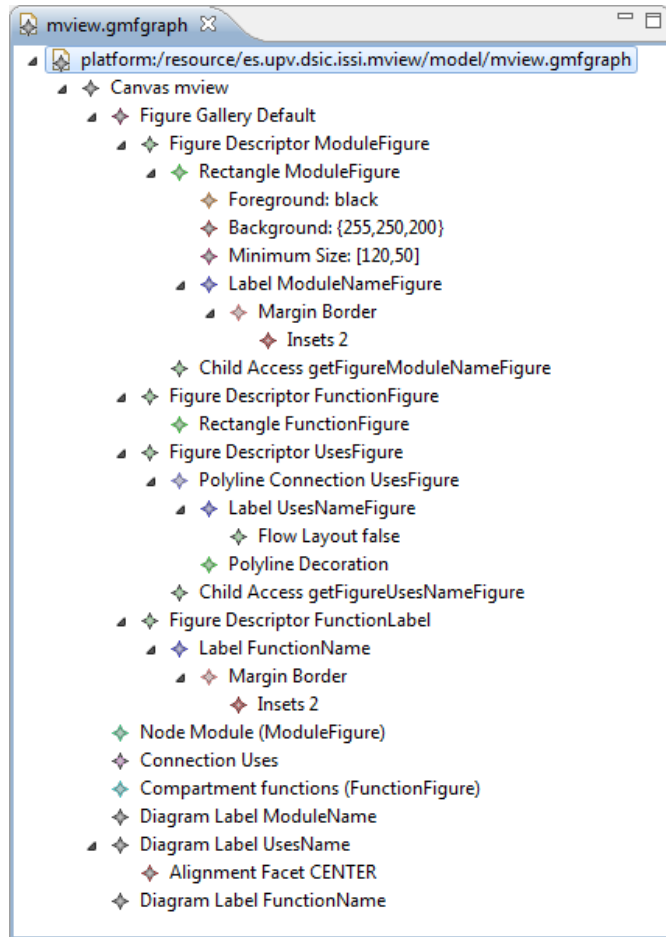 mview.gmfgraph
platform:/resource/es.upv.dsic.issi.mview/model/mview.gmfgraph
Canvas mview
Figure Gallery Default
Figure Descriptor ModuleFigure
Rectangle ModuleFigure
Foreground: black
Background: {255,250,200}
Minimum Size: [120,50]
Label ModuleNameFigure
Margin Border
Insets 2
Child Access getFigureModuleNameFigure
Figure Descriptor FunctionFigure
Rectangle FunctionFigure
Figure Descriptor UsesFigure
Polyline Connection UsesFigure
Label UsesNameFigure
Flow Layout false
Polyline Decoration
Child Access getFigureUsesNameFigure
Figure Descriptor FunctionLabel
Label FunctionName
Margin Border
Insets 2
Node Module (ModuleFigure)
Connection Uses
Compartment functions (FunctionFigure)
Diagram Label ModuleName
Diagram Label UsesName
Alignment Facet CENTER
Diagram Label FunctionName